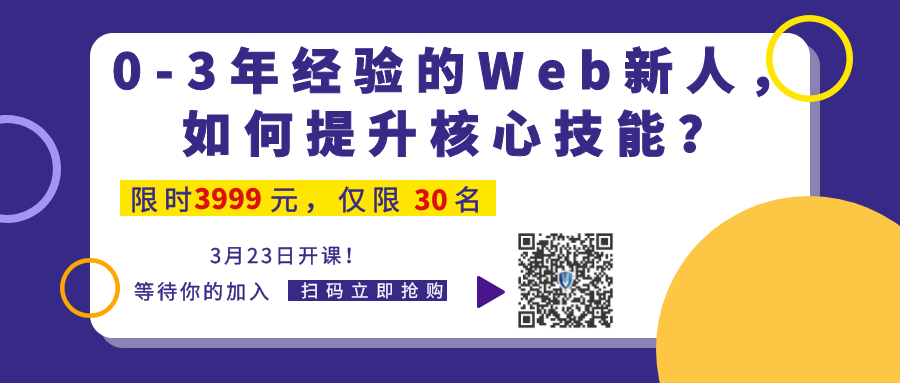 0-3年经验的Web新人，
如何提升核心技能？
限时3999元，仅限 30名
3月23日开课！
等待你的加入 扫码立即抢购